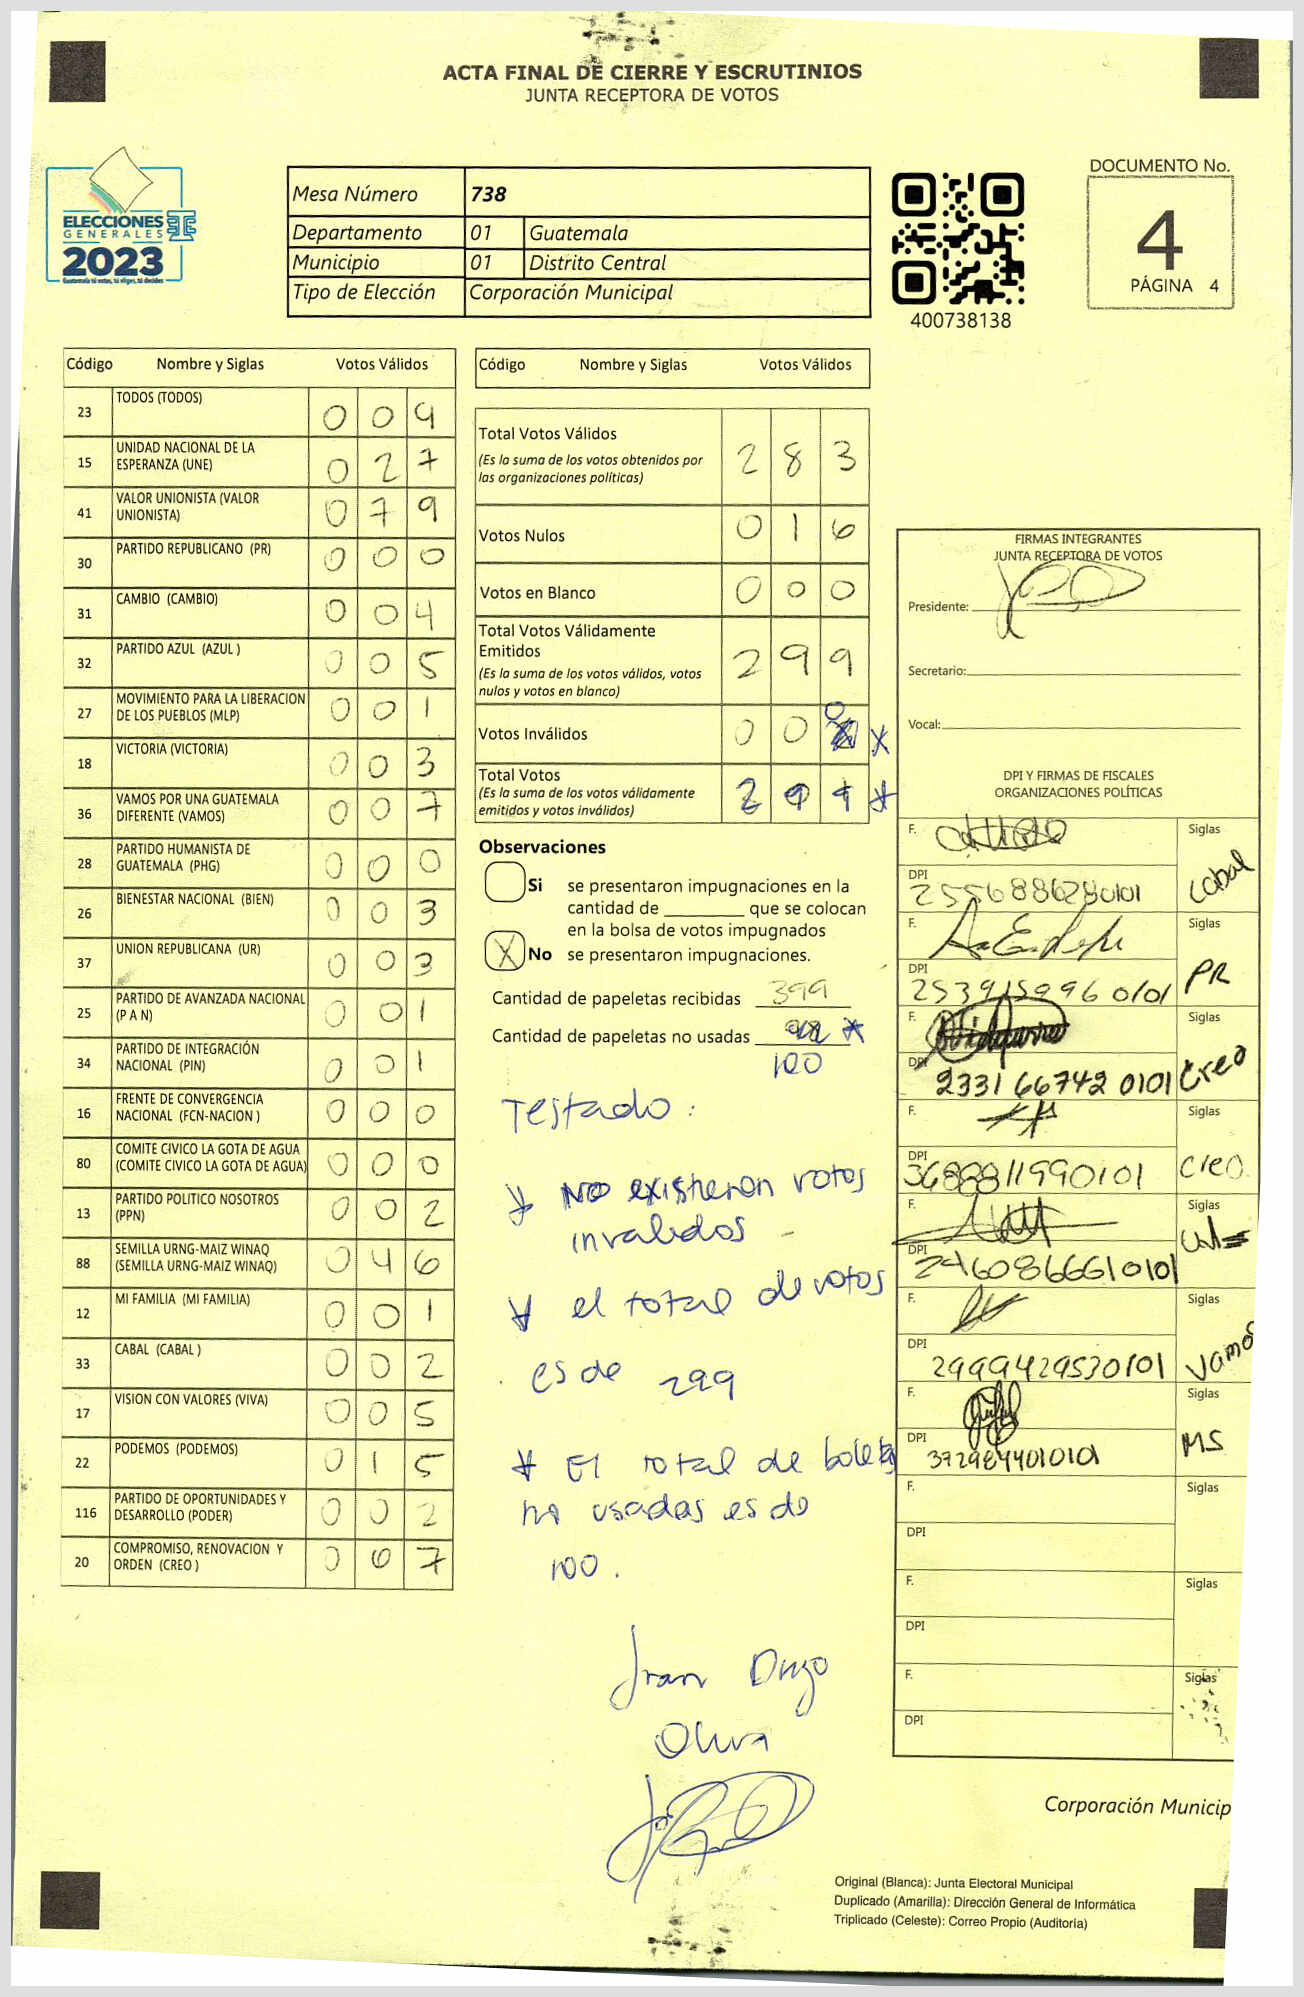 ACTA FINAL DE CIERRE Y ESCRUTINIOS
JUNTA RECEPTORA DE VOTOS
ELECCIONES
GENERALES
2023
Guatemala tú votas, tú eliges, tú decides
Mesa Número 738
Departamento 01 Guatemala
Municipio 01 Distrito Central
Tipo de Elección Corporación Municipal
400738138
DOCUMENTO No.
4
PÁGINA 4
Código Nombre y Siglas Votos Válidos
23 TODOS (TODOS) 0 0 9
15 UNIDAD NACIONAL DE LA
ESPERANZA (UNE) 0 2 7
41 VALOR UNIONISTA (VALOR
UNIONISTA) 0 7 9
30 PARTIDO REPUBLICANO (PR) 0 0 0
31 CAMBIO (CAMBIO) 0 0 4
32 PARTIDO AZUL (AZUL ) 0 0 5
27 MOVIMIENTO PARA LA LIBERACION
DE LOS PUEBLOS (MLP) 0 0 1
18 VICTORIA (VICTORIA) 0 0 3
36 VAMOS POR UNA GUATEMALA
DIFERENTE (VAMOS) 0 0 7
28 PARTIDO HUMANISTA DE
GUATEMALA (PHG) 0 0 0
26 BIENESTAR NACIONAL (BIEN) 0 0 3
37 UNION REPUBLICANA (UR) 0 0 3
25 PARTIDO DE AVANZADA NACIONAL
(P A N) 0 0 1
34 PARTIDO DE INTEGRACIÓN
NACIONAL (PIN) 0 0 1
16 FRENTE DE CONVERGENCIA
NACIONAL (FCN-NACION ) 0 0 0
80 COMITE CIVICO LA GOTA DE AGUA
(COMITE CIVICO LA GOTA DE AGUA) 0 0 0
13 PARTIDO POLITICO NOSOTROS
(PPN) 0 0 2
88 SEMILLA URNG-MAIZ WINAQ
(SEMILLA URNG-MAIZ WINAQ) 0 4 6
12 MI FAMILIA (MI FAMILIA) 0 0 1
33 CABAL (CABAL ) 0 0 2
17 VISION CON VALORES (VIVA) 0 0 5
22 PODEMOS (PODEMOS) 0 1 5
116 PARTIDO DE OPORTUNIDADES Y
DESARROLLO (PODER) 0 0 2
20 COMPROMISO, RENOVACION Y
ORDEN (CREO ) 0 6 7
Código Nombre y Siglas Votos Válidos
Total Votos Válidos 2 8 3
(Es la suma de los votos obtenidos por
las organizaciones políticas)
Votos Nulos 0 1 6
Votos en Blanco 0 0 0
Total Votos Válidamente
Emitidos 2 9 9
(Es la suma de los votos válidos, votos
nulos y votos en blanco)
Votos Inválidos 0 0 0
Total Votos 2 9 9
(Es la suma de los votos válidamente
emitidos y votos inválidos)
Observaciones
Si se presentaron impugnaciones en la
cantidad de ________ que se colocan
en la bolsa de votos impugnados
X No se presentaron impugnaciones.
Cantidad de papeletas recibidas 399
Cantidad de papeletas no usadas
100
Testado:
No existieron votos
invalidos
el total de votos
es de 299
El total de boletas
no usadas es de
100.
Oliva
FIRMAS INTEGRANTES
JUNTA RECEPTORA DE VOTOS
Presidente:
Secretario:
Vocal:
DPI Y FIRMAS DE FISCALES
ORGANIZACIONES POLÍTICAS
F. Siglas
Cabal
DPI 2556886280101
F. Siglas
PR
DPI 2539159960101
F. Siglas
Creo
DPI 2331 66742 0101
F. Siglas
Creo
DPI 3688811990101
F. Siglas
DPI 2460866610101
F. Siglas
Vamos
DPI 2999429530101
F. Siglas
MS
DPI 372984401010
F. Siglas
DPI
F. Siglas
DPI
F. Siglas
DPI
Corporación Municip
Original (Blanca): Junta Electoral Municipal
Duplicado (Amarilla): Dirección General de Informática
Triplicado (Celeste): Correo Propio (Auditoría)